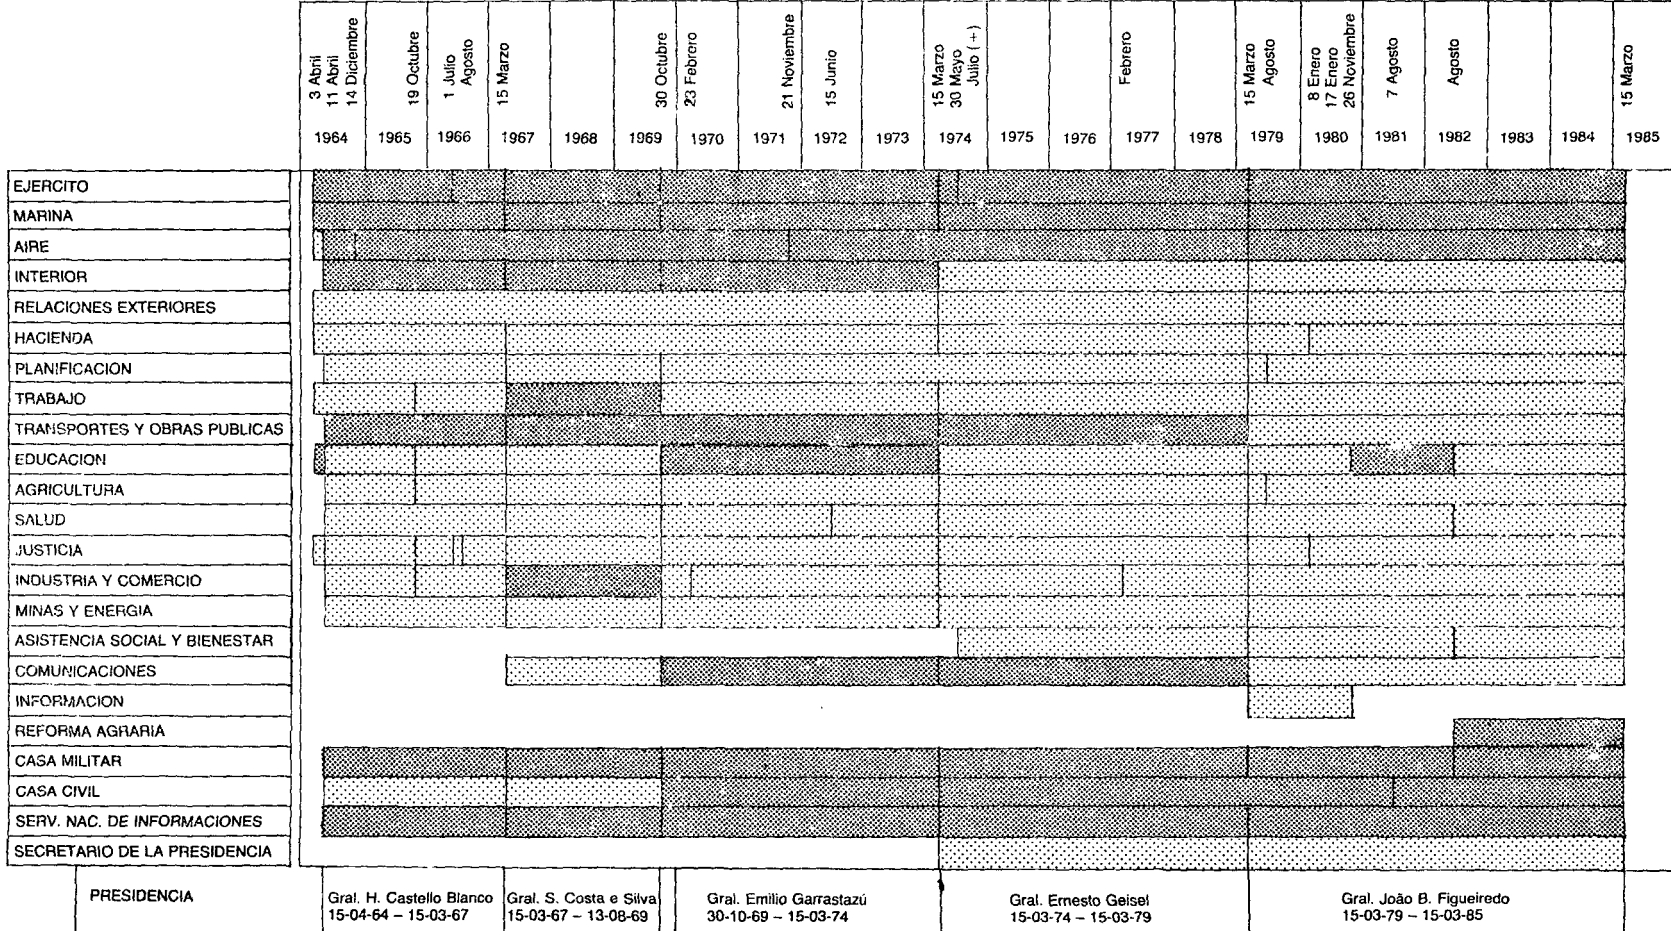 3 Abril
11 Abril
14 Diciembre
19 Octubre
1 Julio
Agosto
15 Marzo
30 Octubre
23 Febrero
21 Noviembre
15 Junio
15 Marzo
30 Mayo
Julio (+)
Febrero
15 Marzo
Agosto
8 Enero
17 Enero
26 Noviembre
7 Agosto
Agosto
15 Marzo
1964 1965 1966 1967 1968 1969 1970 1971 1972 1973 1974 1975 1976 1977 1978 1979 1980 1981 1982 1983 1984 1985
EJERCITO
MARINA
AIRE
INTERIOR
RELACIONES EXTERIORES
HACIENDA
PLANIFICACION
TRABAJO
TRANSPORTES Y OBRAS PUBLICAS
EDUCACION
AGRICULTURA
SALUD
JUSTICIA
INDUSTRIA Y COMERCIO
MINAS Y ENERGIA
ASISTENCIA SOCIAL Y BIENESTAR
COMUNICACIONES
INFORMACION
REFORMA AGRARIA
CASA MILITAR
CASA CIVIL
SERV. NAC. DE INFORMACIONES
SECRETARIO DE LA PRESIDENCIA
PRESIDENCIA
Gral. H. Castello Blanco
15-04-64 – 15-03-67
Gral. S. Costa e Silva
15-03-67 – 13-08-69
Gral. Emilio Garrastazú
30-10-69 – 15-03-74
Gral. Ernesto Geisel
15-03-74 – 15-03-79
Gral. João B. Figueiredo
15-03-79 – 15-03-85